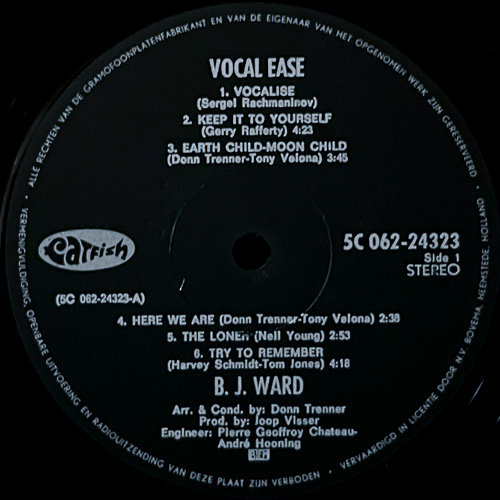 • ALLE RECHTEN VAN DE GRAMOFOONPLATENFABRIKANT EN VAN DE EIGENAAR VAN HET OPGENOMEN WERK ZIJN GERESERVEERD •
VOCAL EASE
1. VOCALISE
(Sergei Rachmaninov)
2. KEEP IT TO YOURSELF
(Gerry Rafferty) 4:23
3. EARTH CHILD-MOON CHILD
(Donn Trenner-Tony Velona) 3:45
Catfish
5C 062-24323
Side 1
STEREO
(5C 062-24323-A)
4. HERE WE ARE (Donn Trenner-Tony Velona) 2:38
5. THE LONER (Neil Young) 2:53
6. TRY TO REMEMBER
(Harvey Schmidt-Tom Jones) 4:18
B. J. WARD
Arr. & Cond. by: Donn Trenner
Prod. by: Joop Visser
Engineer: Pierre Geoffroy Chateau-
André Hooning
VERMENIGVULDIGING, OPENBARE UITVOERING EN RADIOUITZENDING VAN DEZE PLAAT ZIJN VERBODEN • VERVAARDIGD IN LICENTIE DOOR N.V. BOVEMA HEEMSTEDE, HOLLAND